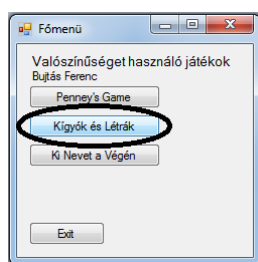 Főmenü
Valószínűséget használó játékok
Bujtás Ferenc
Penney's Game
Kígyók és Létrák
Ki Nevet a Végén
Exit